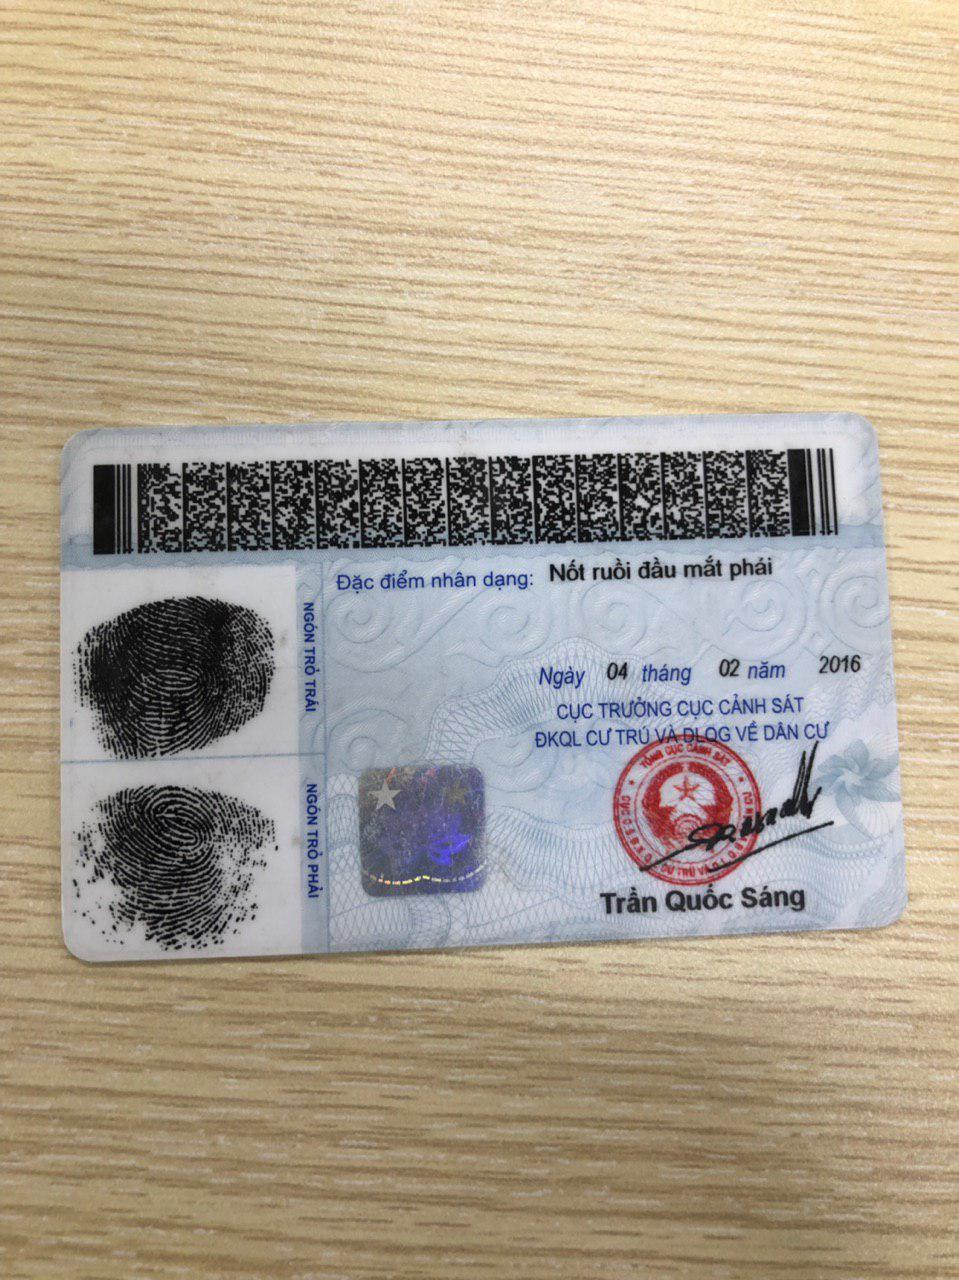 Đặc điểm nhân dạng: Nốt ruồi đầu mắt phải
NGÓN TRỎ TRÁI
NGÓN TRỎ PHẢI
Ngày 04 tháng 02 năm 2016
CỤC TRƯỞNG CỤC CẢNH SÁT
ĐKQL CƯ TRÚ VÀ DLQG VỀ DÂN CƯ
Trần Quốc Sáng